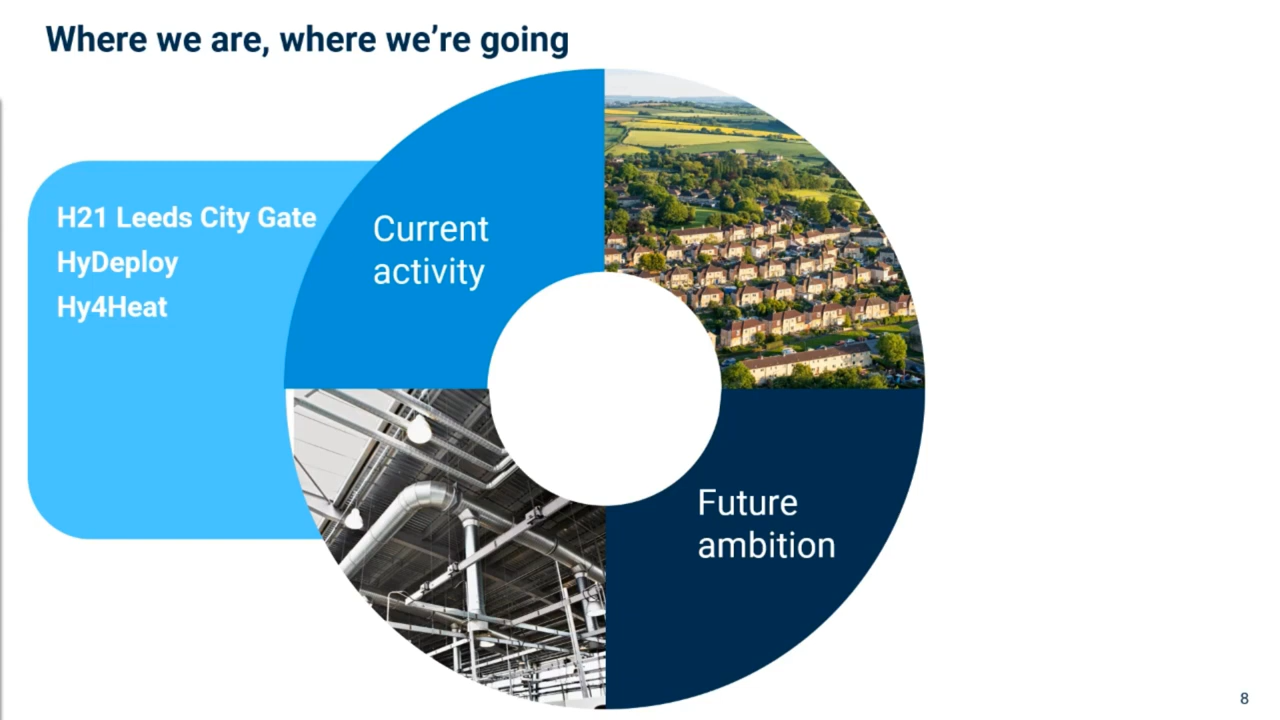 Where we are, where we’re going
H21 Leeds City Gate
HyDeploy
Hy4Heat
Current
activity
Future
ambition
8